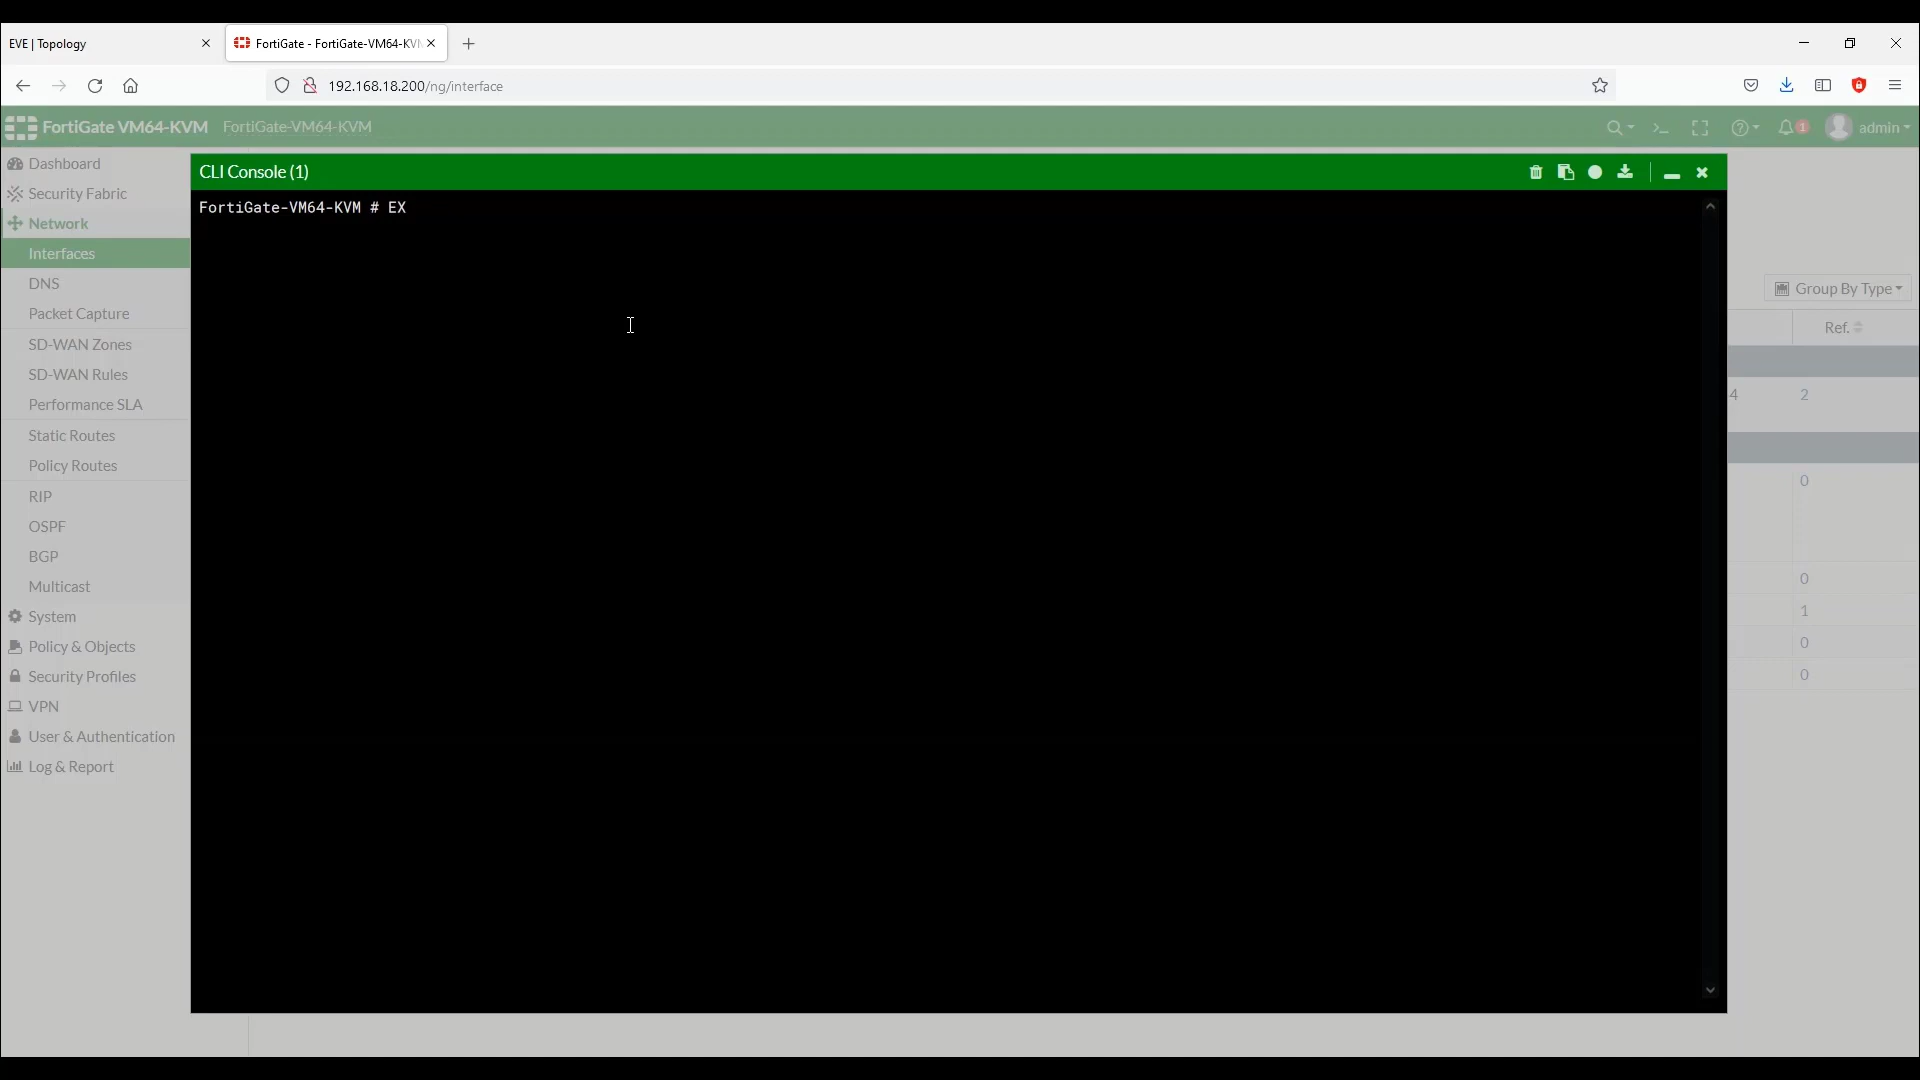 EVE | Topology
FortiGate - FortiGate-VM64-KV
192.168.18.200/ng/interface
FortiGate VM64-KVM FortiGate-VM64-KVM
1 admin
Dashboard
CLI Console (1)
Security Fabric
FortiGate-VM64-KVM # EX
Network
Interfaces
DNS
Group By Type
Packet Capture
Ref.
SD-WAN Zones
SD-WAN Rules
4 2
Performance SLA
Static Routes
Policy Routes
0
RIP
OSPF
BGP
0
Multicast
1
System
0
Policy & Objects
0
Security Profiles
VPN
User & Authentication
Log & Report